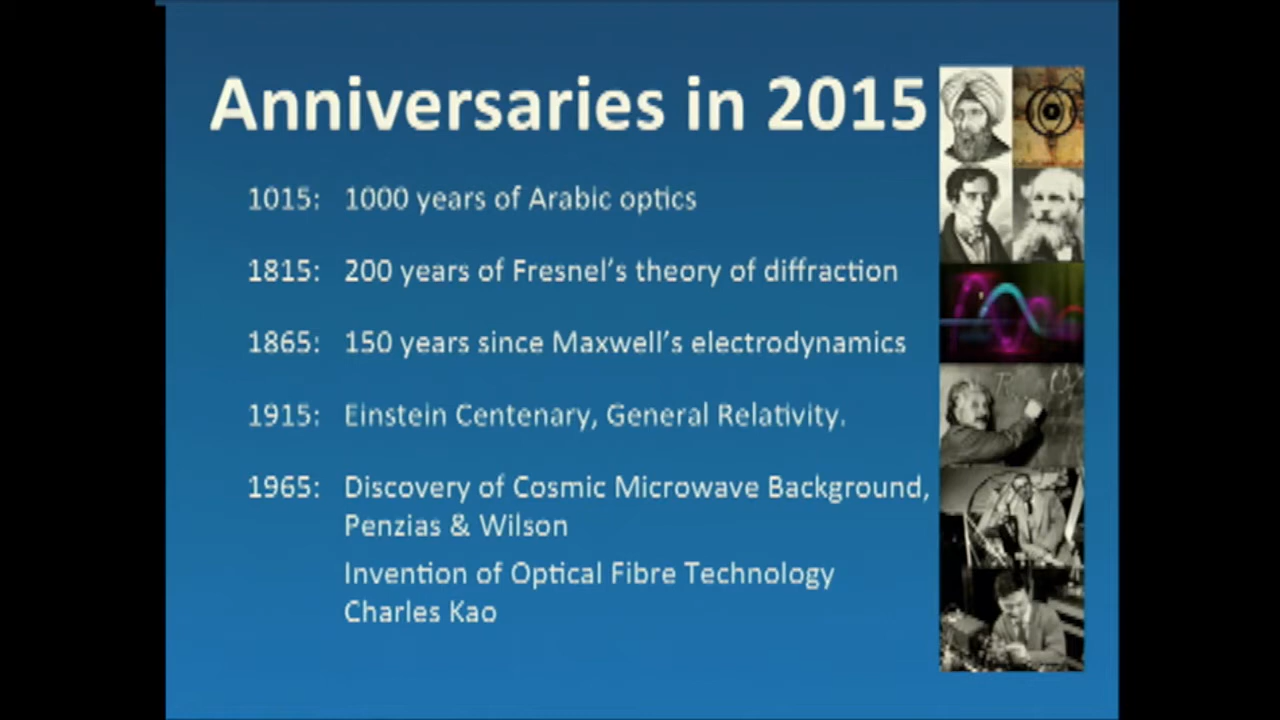 Anniversaries in 2015
1015: 1000 years of Arabic optics
1815: 200 years of Fresnel's theory of diffraction
1865: 150 years since Maxwell's electrodynamics
1915: Einstein Centenary, General Relativity.
1965: Discovery of Cosmic Microwave Background,
Penzias & Wilson
Invention of Optical Fibre Technology
Charles Kao